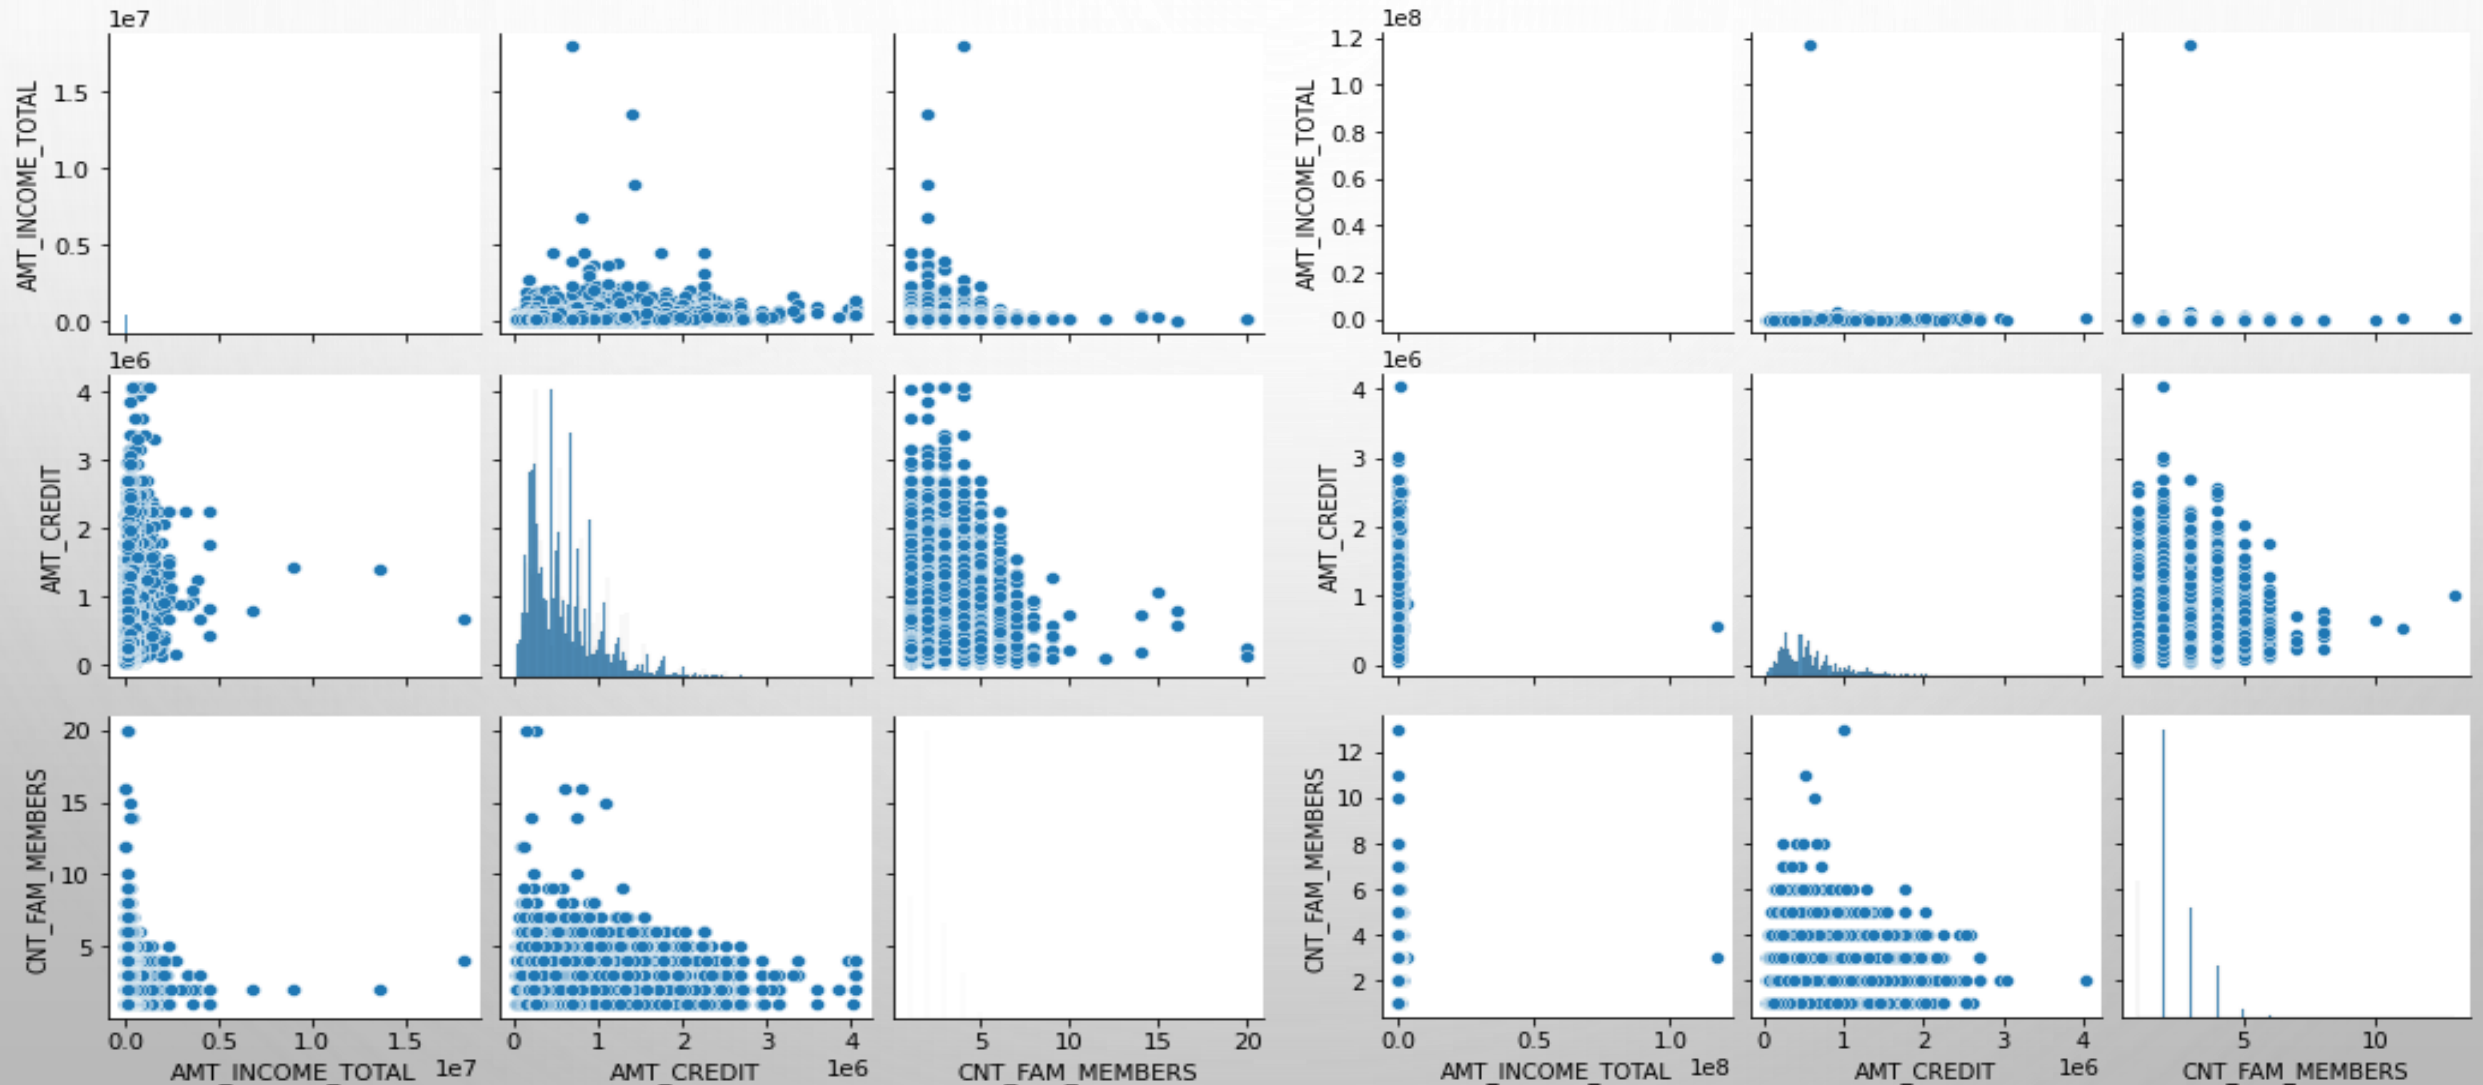 1e7
AMT_INCOME_TOTAL
1.5
1.0
0.5
0.0
1e6
AMT_CREDIT
4
3
2
1
0
CNT_FAM_MEMBERS
20
15
10
5
0.0 0.5 1.0 1.5
1e7
AMT_INCOME_TOTAL
0 1 2 3 4
1e6
AMT_CREDIT
5 10 15 20
CNT_FAM_MEMBERS
1e8
AMT_INCOME_TOTAL
1.2
1.0
0.8
0.6
0.4
0.2
0.0
1e6
AMT_CREDIT
4
3
2
1
0
CNT_FAM_MEMBERS
12
10
8
6
4
2
0.0 0.5 1.0
1e8
AMT_INCOME_TOTAL
0 1 2 3 4
1e6
AMT_CREDIT
5 10
CNT_FAM_MEMBERS